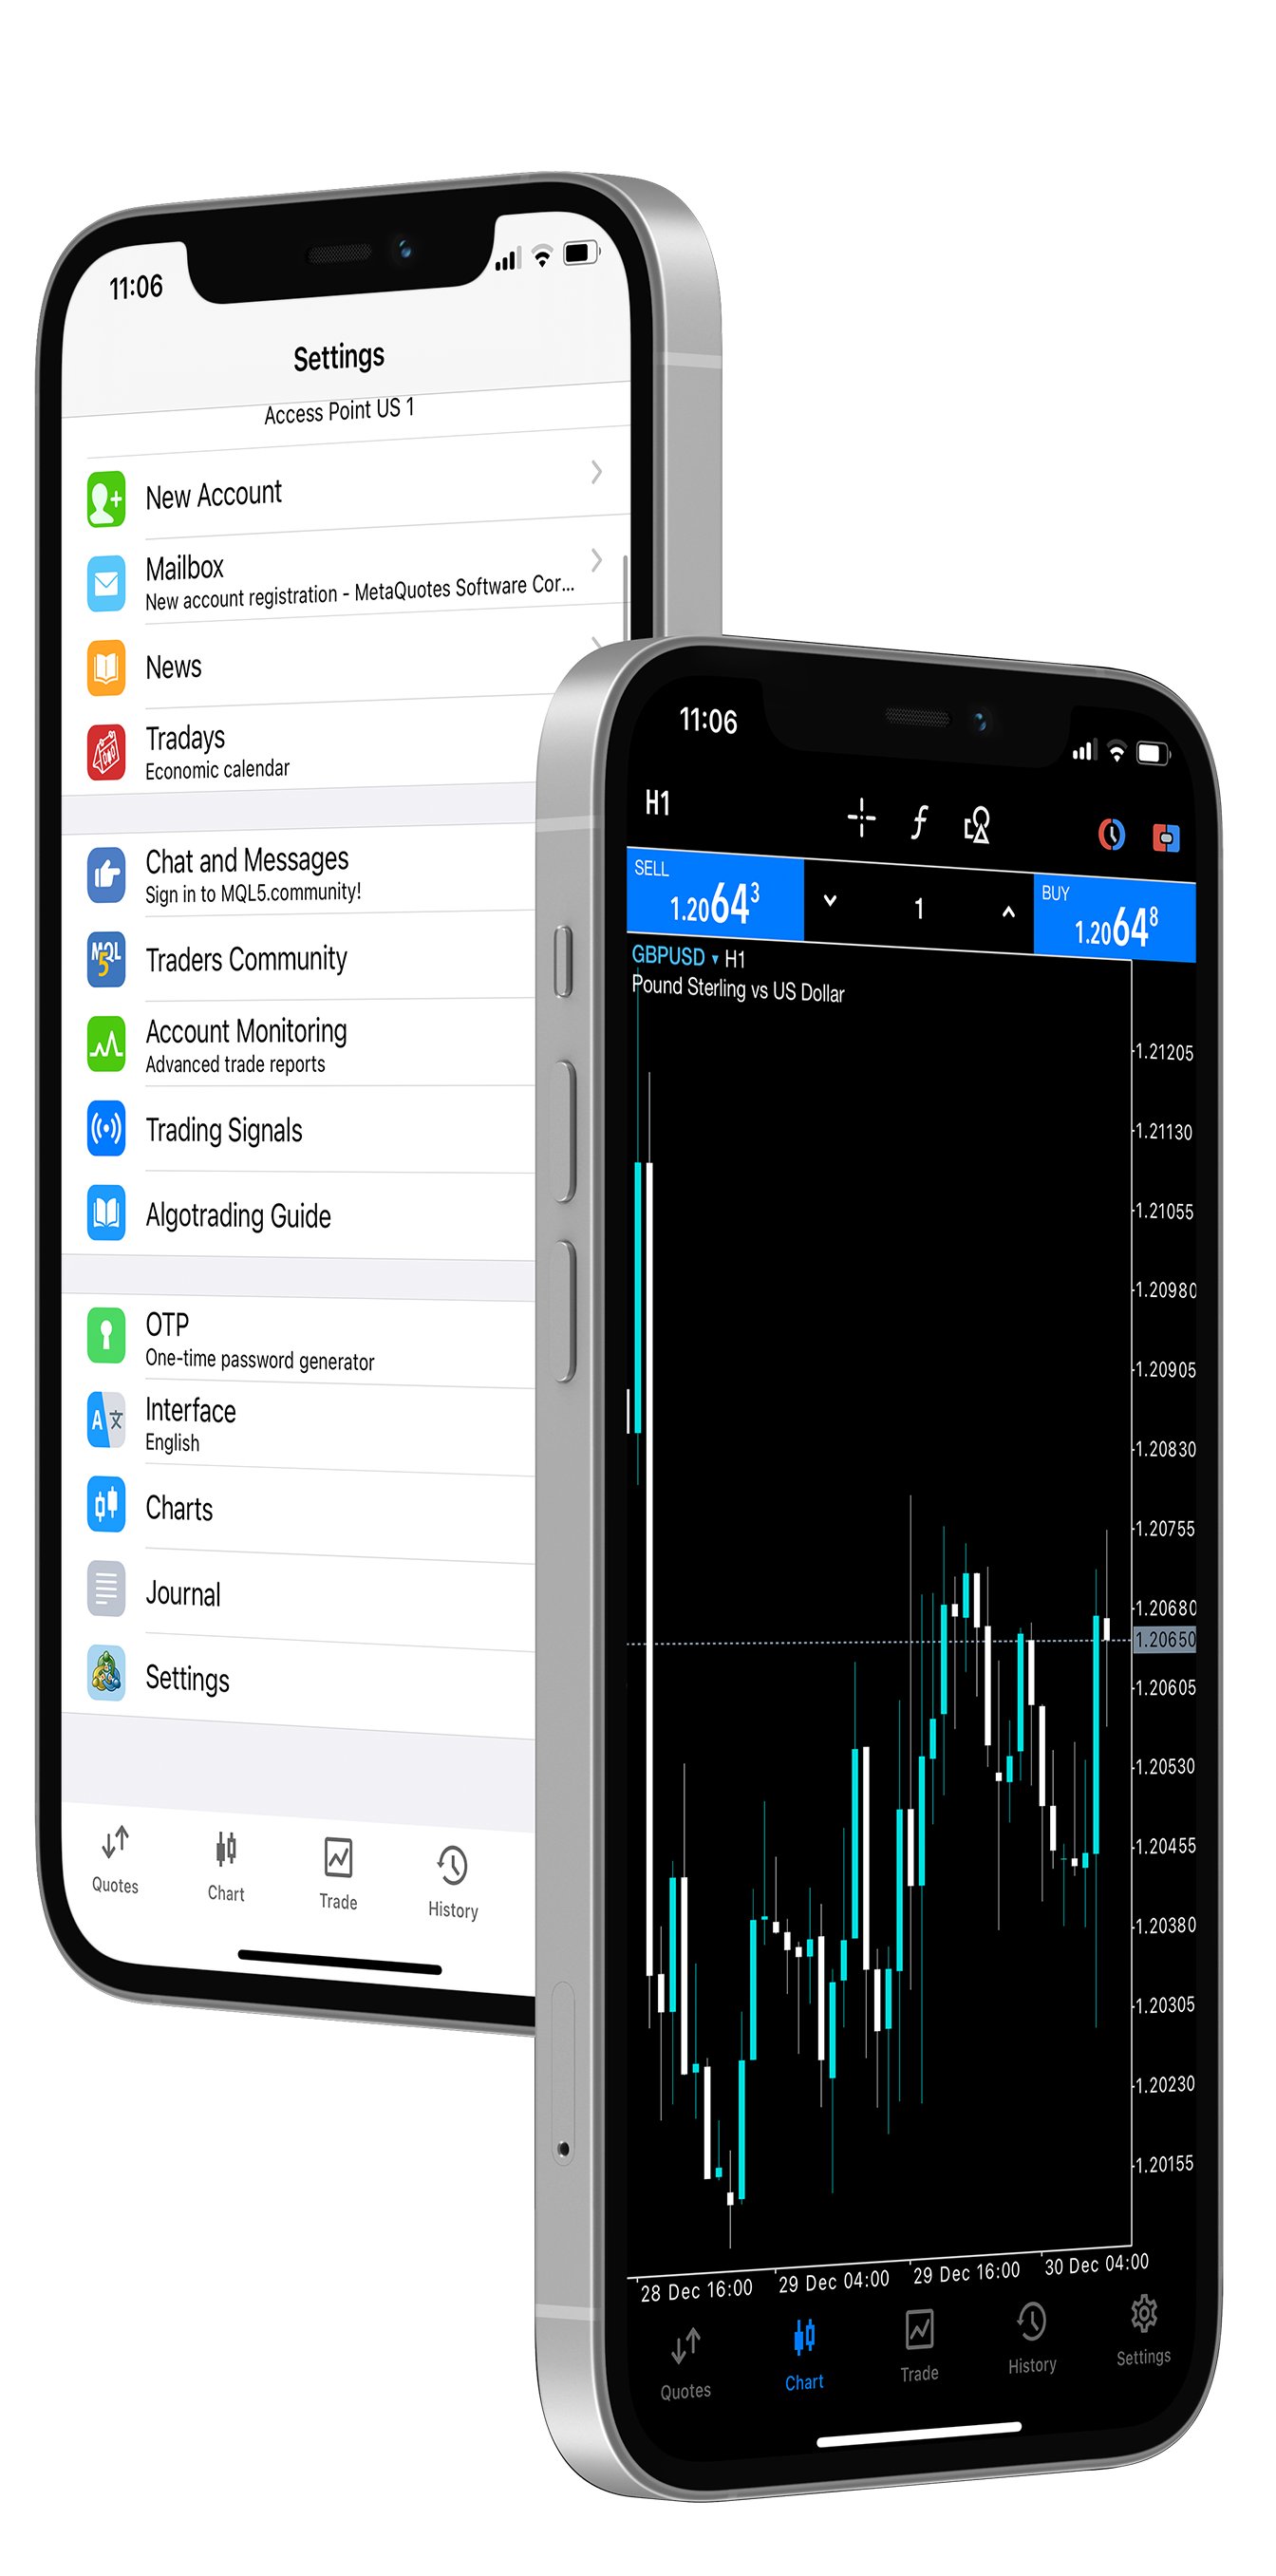 11:06
Settings
Access Point US 1
New Account
Mailbox
New account registration - MetaQuotes Software Cor...
News
Tradays
Economic calendar
Chat and Messages
Sign in to MQL5.community!
MQL
5
Traders Community
Account Monitoring
Advanced trade reports
Trading Signals
Algotrading Guide
OTP
One-time password generator
A 文
Interface
English
Charts
Journal
Settings
Quotes
Chart
Trade
History
11:06
H1
SELL
1.20643
1
BUY
1.20648
GBPUSD ▾ H1
Pound Sterling vs US Dollar
1.21205
1.21130
1.21055
1.20980
1.20905
1.20830
1.20755
1.20680
1.20650
1.20605
1.20530
1.20455
1.20380
1.20305
1.20230
1.20155
28 Dec 16:00
29 Dec 04:00
29 Dec 16:00
30 Dec 04:00
Quotes
Chart
Trade
History
Settings